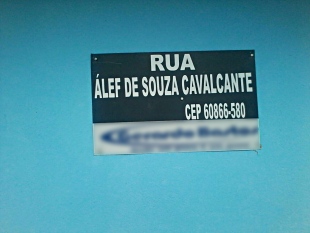 RUA
ÁLEF DE SOUZA CAVALCANTE
CEP 60866-580